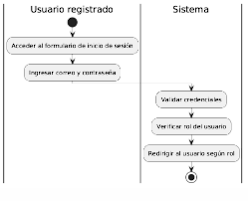 Usuario registrado
Sistema
Acceder al formulario de inicio de sesión
Ingresar correo y contraseña
Validar credenciales
Verificar rol del usuario
Redirigir al usuario según rol